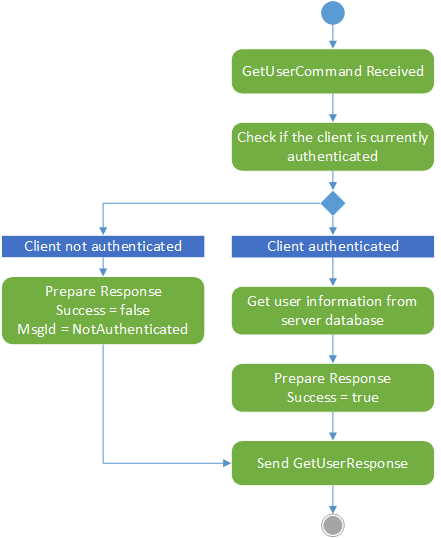 GetUserCommand Received
Check if the client is currently
authenticated
Client not authenticated
Client authenticated
Prepare Response
Success = false
MsgId = NotAuthenticated
Get user information from
server database
Prepare Response
Success = true
Send GetUserResponse